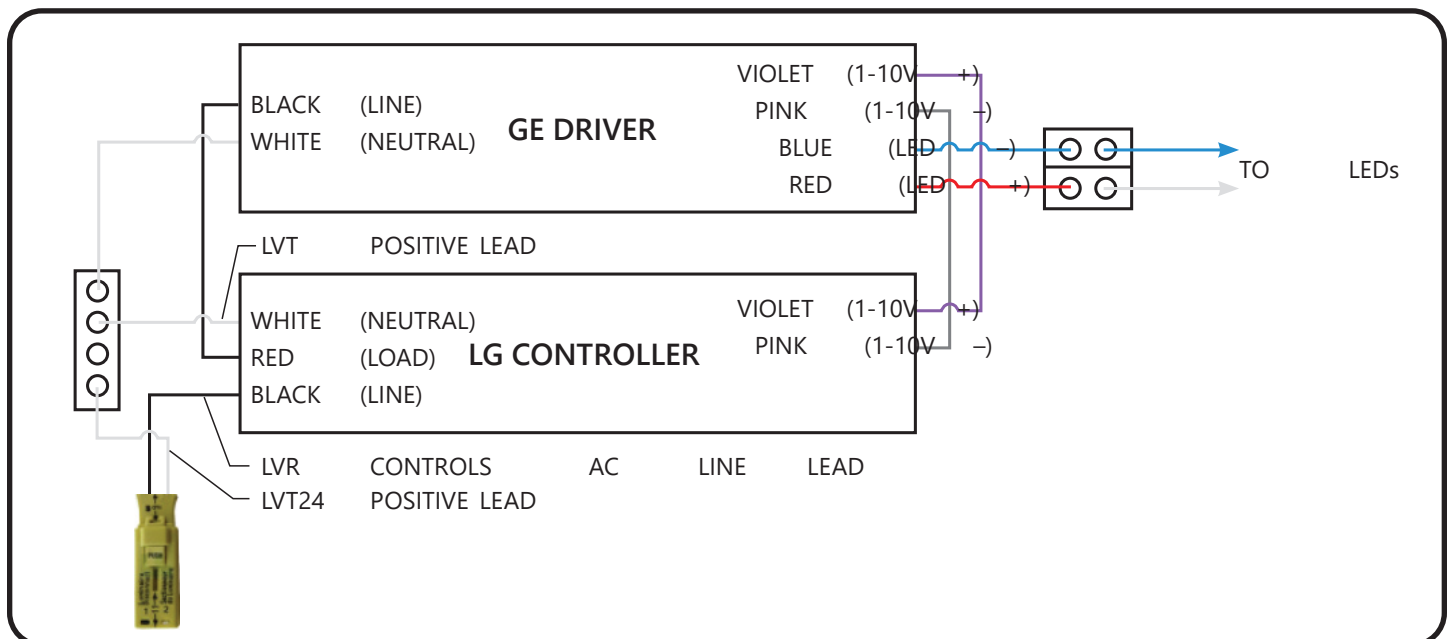 VIOLET (1-10V +)
BLACK (LINE)
PINK (1-10V –)
GE DRIVER
WHITE (NEUTRAL)
BLUE (LED –)
RED (LED +)
TO LEDs
LVT POSITIVE LEAD
VIOLET (1-10V +)
WHITE (NEUTRAL)
PINK (1-10V –)
RED (LOAD)
LG CONTROLLER
BLACK (LINE)
LVR CONTROLS AC LINE LEAD
LVT24 POSITIVE LEAD